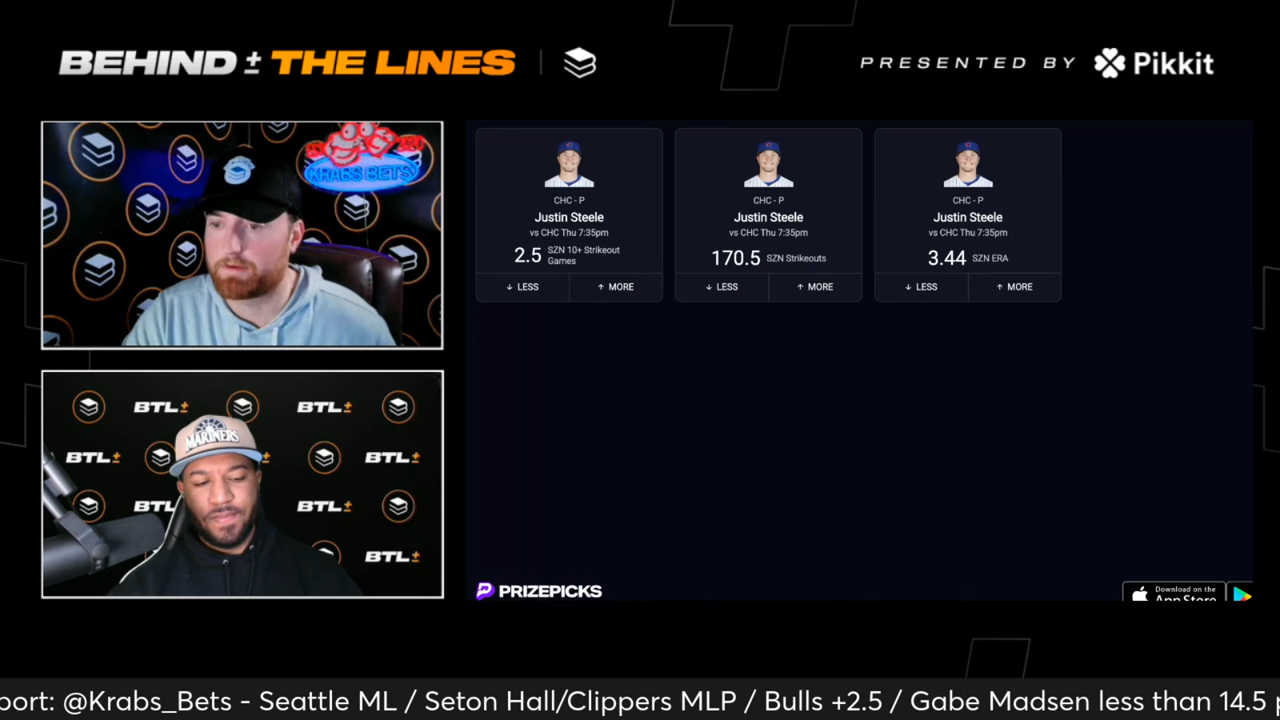 BEHIND ± THE LINES
PRESENTED BY Pikkit
KRABS BETS
CHC - P
Justin Steele
vs CHC Thu 7:35pm
2.5 SZN 10+ Strikeout Games
↓ LESS ↑ MORE
CHC - P
Justin Steele
vs CHC Thu 7:35pm
170.5 SZN Strikeouts
↓ LESS ↑ MORE
CHC - P
Justin Steele
vs CHC Thu 7:35pm
3.44 SZN ERA
↓ LESS ↑ MORE
BTL± BTL±
BTL± BTL±
BTL BTL±
BTL±
MARINERS
PRIZEPICKS
Download on the
App Store
port: @Krabs_Bets - Seattle ML / Seton Hall/Clippers MLP / Bulls +2.5 / Gabe Madsen less than 14.5 p